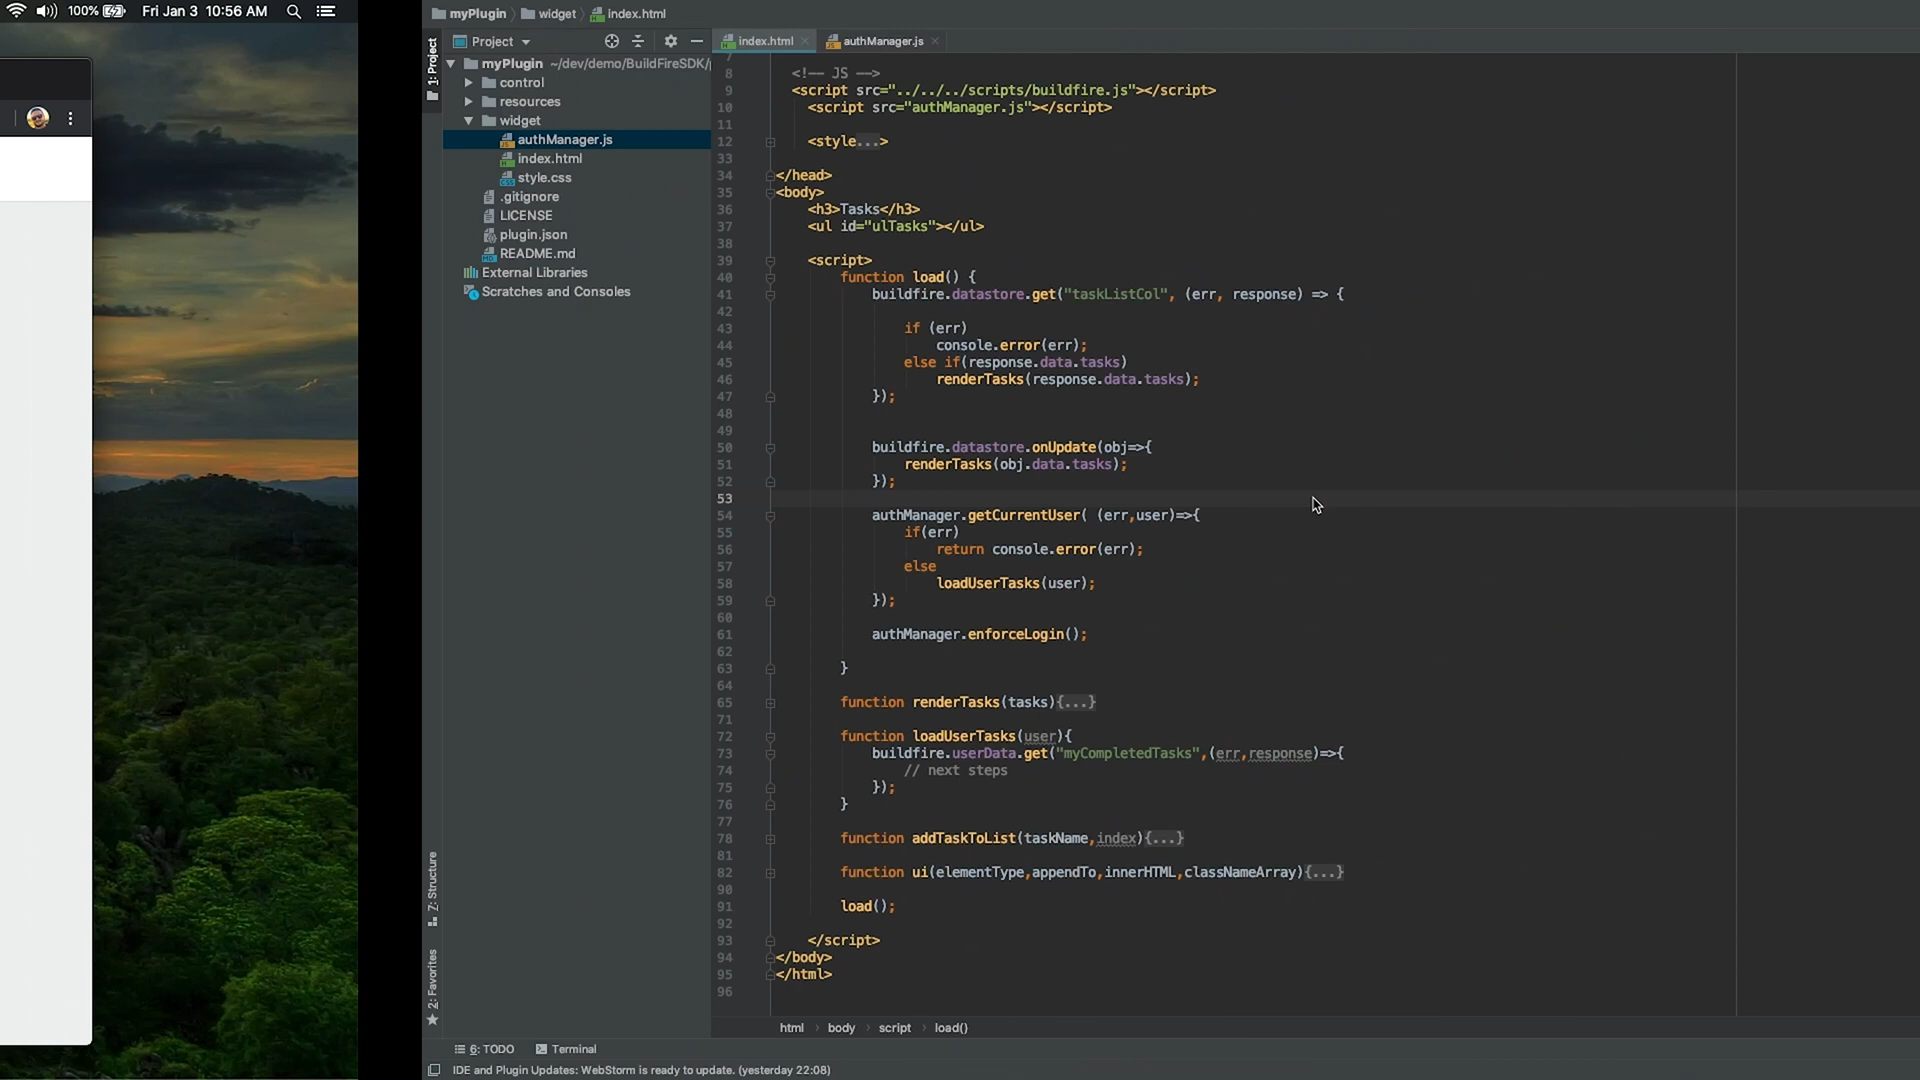 100% Fri Jan 3 10:56 AM
myPlugin widget index.html
1: Project
Project
index.html authManager.js
myPlugin ~/dev/demo/BuildFireSDK/p
control
resources
widget
authManager.js
index.html
style.css
.gitignore
LICENSE
plugin.json
README.md
External Libraries
Scratches and Consoles
7
8 <!-- JS -->
9 <script src="../../../scripts/buildfire.js"></script>
10 <script src="authManager.js"></script>
11
12 <style...>
33
34 </head>
35 <body>
36 <h3>Tasks</h3>
37 <ul id="ulTasks"></ul>
38
39 <script>
40 function load() {
41 buildfire.datastore.get("taskListCol", (err, response) => {
42
43 if (err)
44 console.error(err);
45 else if(response.data.tasks)
46 renderTasks(response.data.tasks);
47 });
48
49
50 buildfire.datastore.onUpdate(obj=>{
51 renderTasks(obj.data.tasks);
52 });
53
54 authManager.getCurrentUser( (err,user)=>{
55 if(err)
56 return console.error(err);
57 else
58 loadUserTasks(user);
59 });
60
61 authManager.enforceLogin();
62
63 }
64
65 function renderTasks(tasks){...}
71
72 function loadUserTasks(user){
73 buildfire.userData.get("myCompletedTasks",(err,response)=>{
74 // next steps
75 });
76 }
77
78 function addTaskToList(taskName,index){...}
81
82 function ui(elementType,appendTo,innerHTML,classNameArray){...}
90
91 load();
92
93 </script>
94 </body>
95 </html>
96
Z: Structure
2: Favorites
html body script load()
6: TODO Terminal
IDE and Plugin Updates: WebStorm is ready to update. (yesterday 22:08)